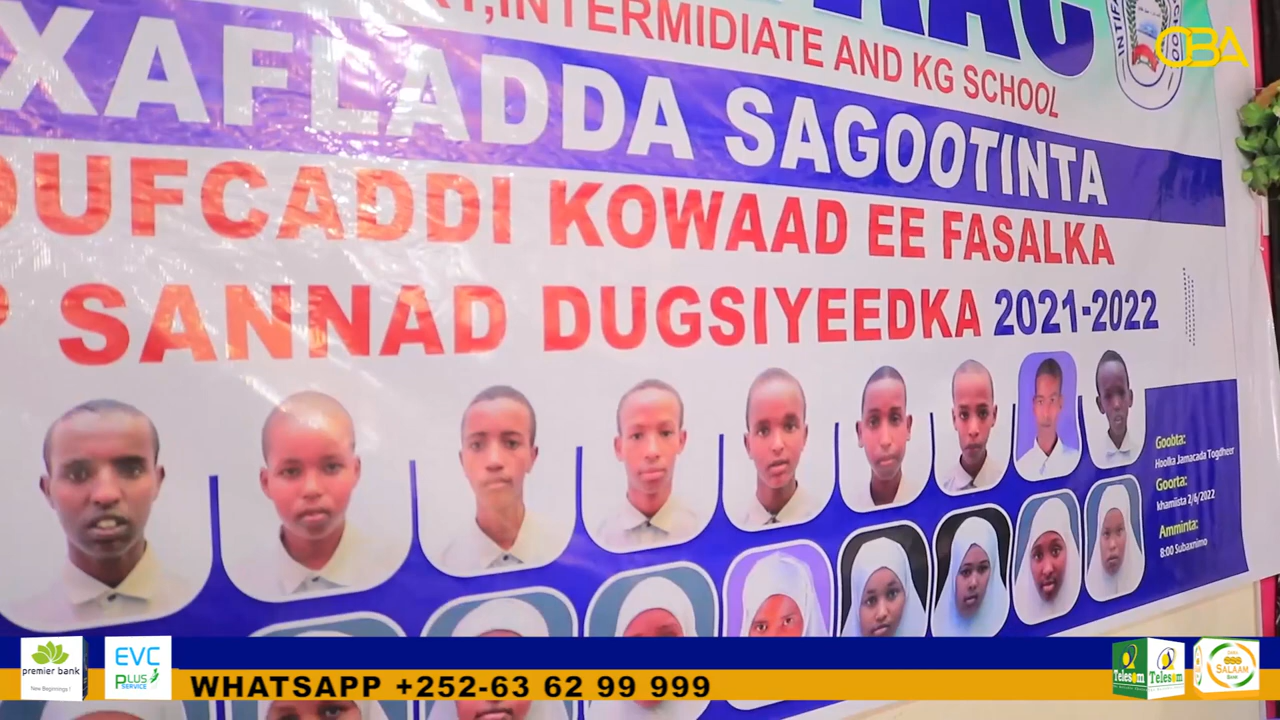 CBA
INTERMIDIATE AND KG SCHOOL
XAFLADDA SAGOOTINTA
DUFCADDI KOWAAD EE FASALKA
SANNAD DUGSIYEEDKA 2021-2022
Goobta:
Hoolka Jamacada Togdheer
Goorta:
khamiista 2/6/2022
Amminta:
8:00 Subaxnimo
premier bank
New Beginnings!
EVC
PLUS
SERVICE
WHATSAPP +252-63 62 99 999
Telesom
Telesom
SALAAM
BANK